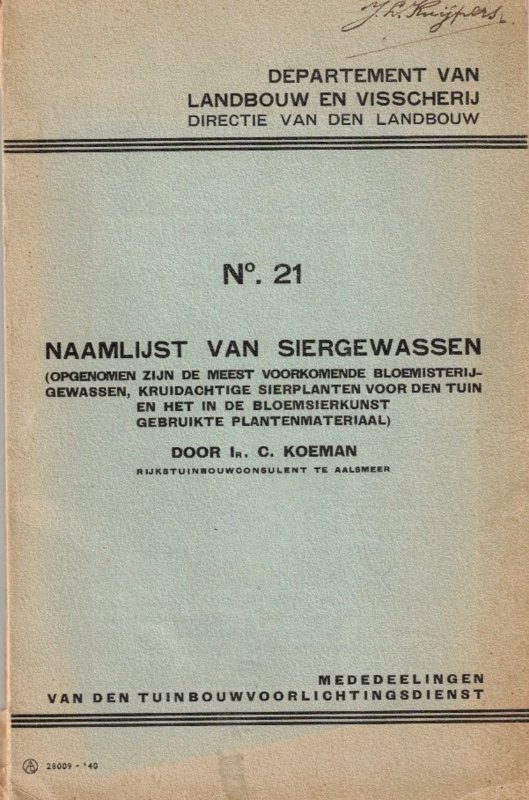 J. L. Kuijpers
DEPARTEMENT VAN
LANDBOUW EN VISSCHERIJ
DIRECTIE VAN DEN LANDBOUW
Nº. 21
NAAMLIJST VAN SIERGEWASSEN
(OPGENOMEN ZIJN DE MEEST VOORKOMENDE BLOEMISTERIJ-
GEWASSEN, KRUIDACHTIGE SIERPLANTEN VOOR DEN TUIN
EN HET IN DE BLOEMSIERKUNST
GEBRUIKTE PLANTENMATERIAAL)
DOOR IR. C. KOEMAN
RIJKSTUINBOUWCONSULENT TE AALSMEER
MEDEDEELINGEN
VAN DEN TUINBOUWVOORLICHTINGSDIENST
28009 - '40